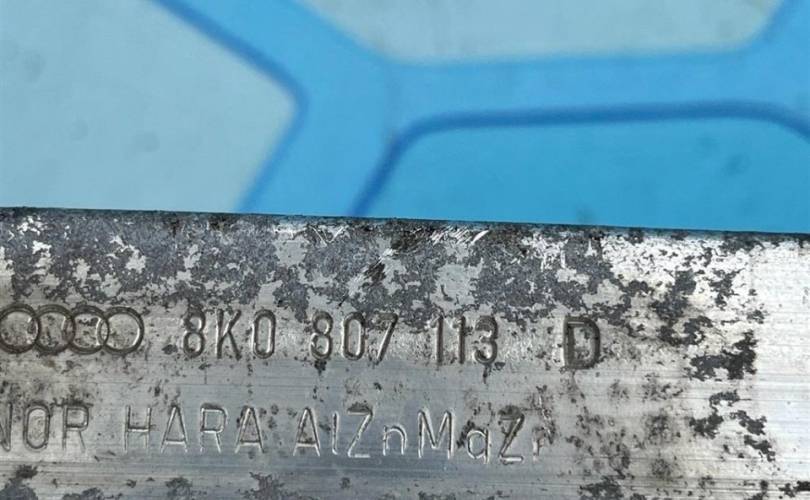 8K0 807 113 D
NOR HARA AlZnMgZr